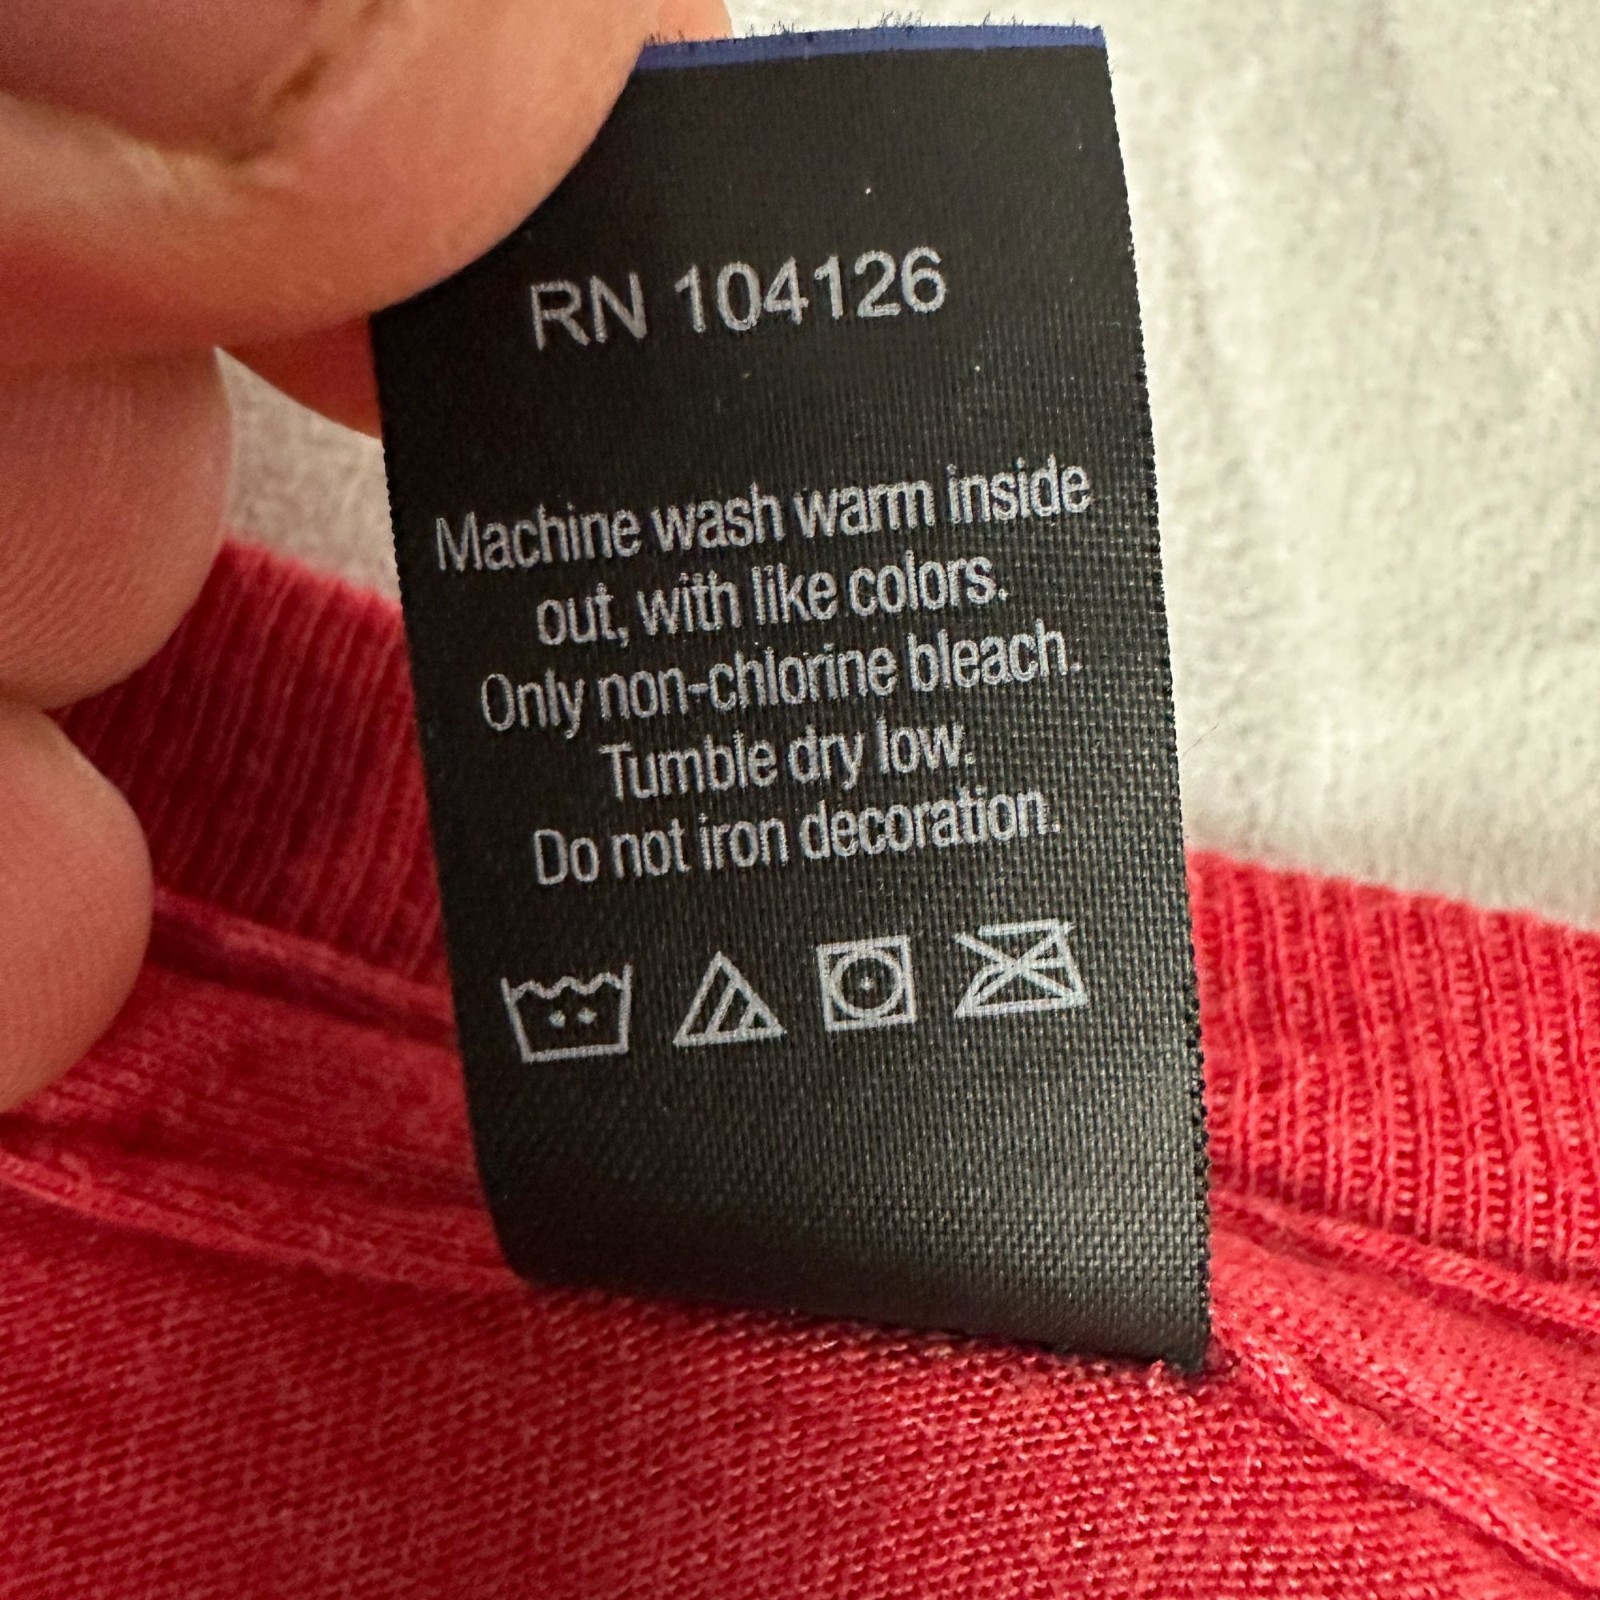 RN 104126
Machine wash warm inside
out, with like colors.
Only non-chlorine bleach.
Tumble dry low.
Do not iron decoration.